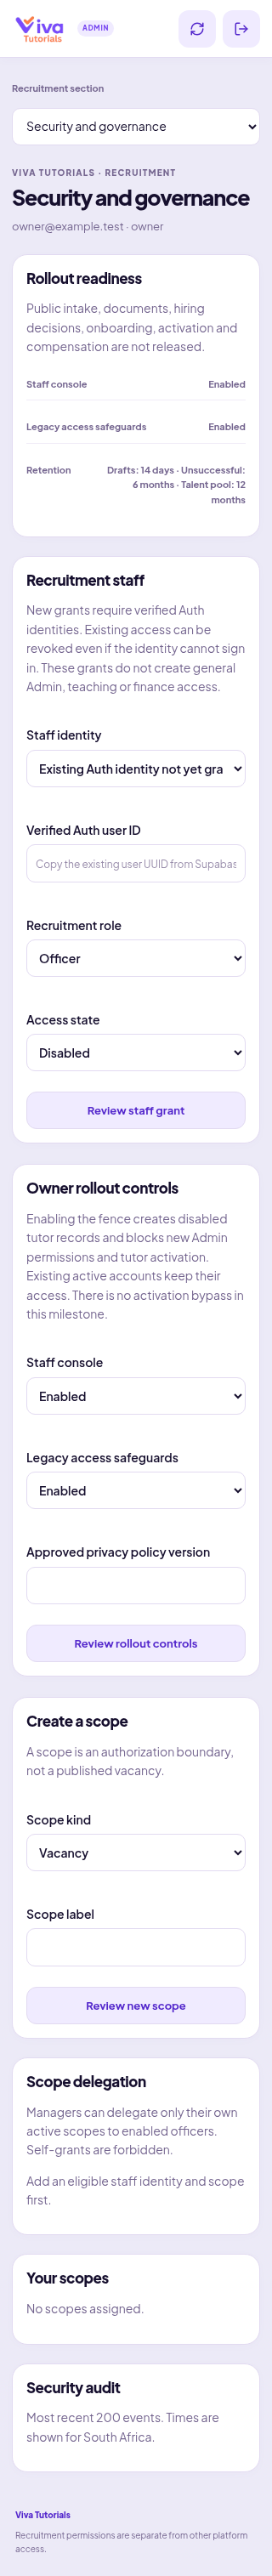 Viva
Tutorials
ADMIN
Recruitment section
Security and governance
VIVA TUTORIALS · RECRUITMENT
Security and governance
owner@example.test · owner
Rollout readiness
Public intake, documents, hiring
decisions, onboarding, activation and
compensation are not released.
Staff console Enabled
Legacy access safeguards Enabled
Retention Drafts: 14 days · Unsuccessful:
6 months · Talent pool: 12
months
Recruitment staff
New grants require verified Auth
identities. Existing access can be
revoked even if the identity cannot sign
in. These grants do not create general
Admin, teaching or finance access.
Staff identity
Existing Auth identity not yet gra
Verified Auth user ID
Copy the existing user UUID from Supabas
Recruitment role
Officer
Access state
Disabled
Review staff grant
Owner rollout controls
Enabling the fence creates disabled
tutor records and blocks new Admin
permissions and tutor activation.
Existing active accounts keep their
access. There is no activation bypass in
this milestone.
Staff console
Enabled
Legacy access safeguards
Enabled
Approved privacy policy version
Review rollout controls
Create a scope
A scope is an authorization boundary,
not a published vacancy.
Scope kind
Vacancy
Scope label
Review new scope
Scope delegation
Managers can delegate only their own
active scopes to enabled officers.
Self-grants are forbidden.
Add an eligible staff identity and scope
first.
Your scopes
No scopes assigned.
Security audit
Most recent 200 events. Times are
shown for South Africa.
Viva Tutorials
Recruitment permissions are separate from other platform
access.